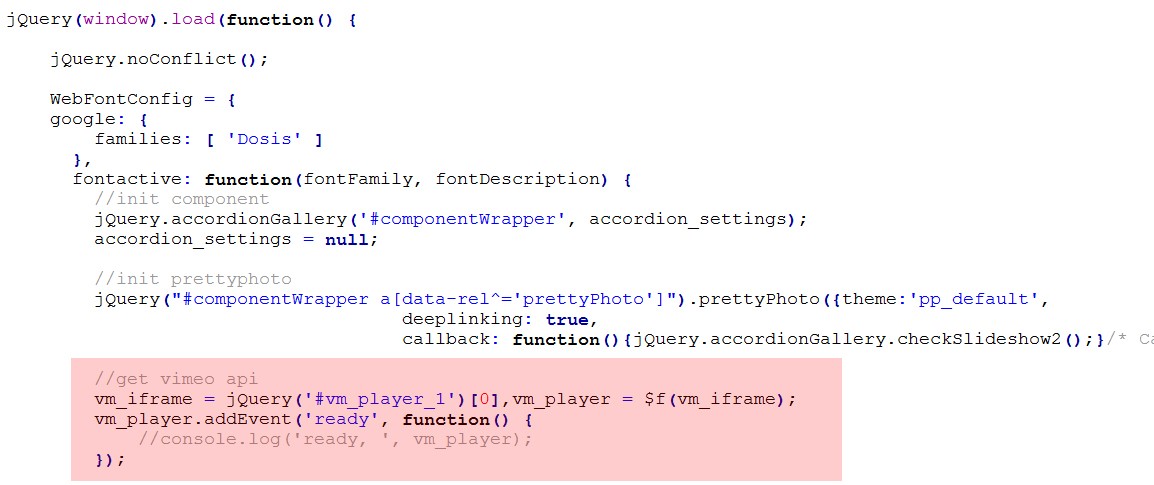 jQuery(window).load(function() {
jQuery.noConflict();
WebFontConfig = {
google: {
families: [ 'Dosis' ]
},
fontactive: function(fontFamily, fontDescription) {
//init component
jQuery.accordionGallery('#componentWrapper', accordion_settings);
accordion_settings = null;
//init prettyphoto
jQuery("#componentWrapper a[data-rel^='prettyPhoto']").prettyPhoto({theme:'pp_default',
deeplinking: true,
callback: function(){jQuery.accordionGallery.checkSlideshow2();}/*
//get vimeo api
vm_iframe = jQuery('#vm_player_1')[0],vm_player = $f(vm_iframe);
vm_player.addEvent('ready', function() {
//console.log('ready, ', vm_player);
});